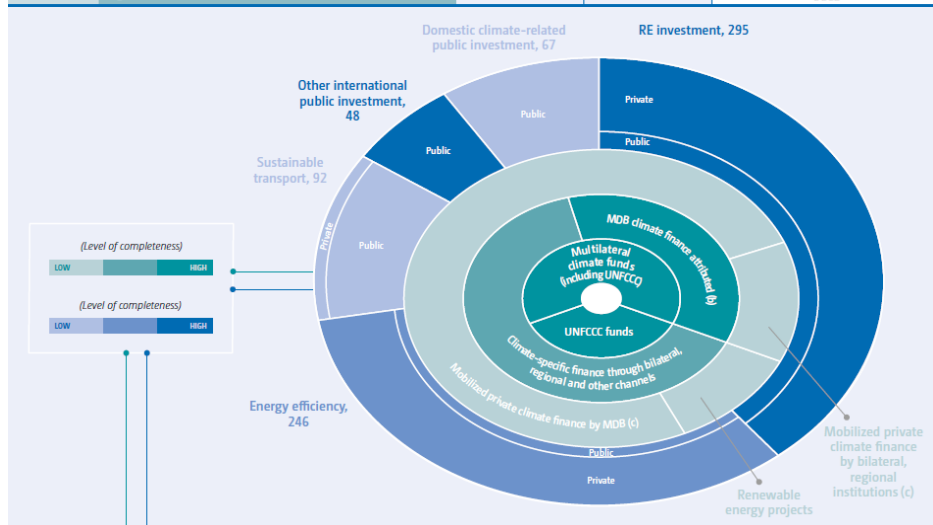 Domestic climate-related
public investment, 67
RE investment, 295
Other international
public investment,
48
Private
Public
Public
Public
Sustainable
transport, 92
Private
Public
(Level of completeness)
LOW
HIGH
(Level of completeness)
LOW
HIGH
MDB climate finance attributed (b)
Multilateral
climate funds
(including UNFCCC)
UNFCCC funds
Climate-specific finance through bilateral,
regional and other channels
Mobilized private climate finance by MDB (c)
Energy efficiency,
246
Public
Private
Mobilized private
climate finance
by bilateral,
regional
institutions (c)
Renewable
energy projects